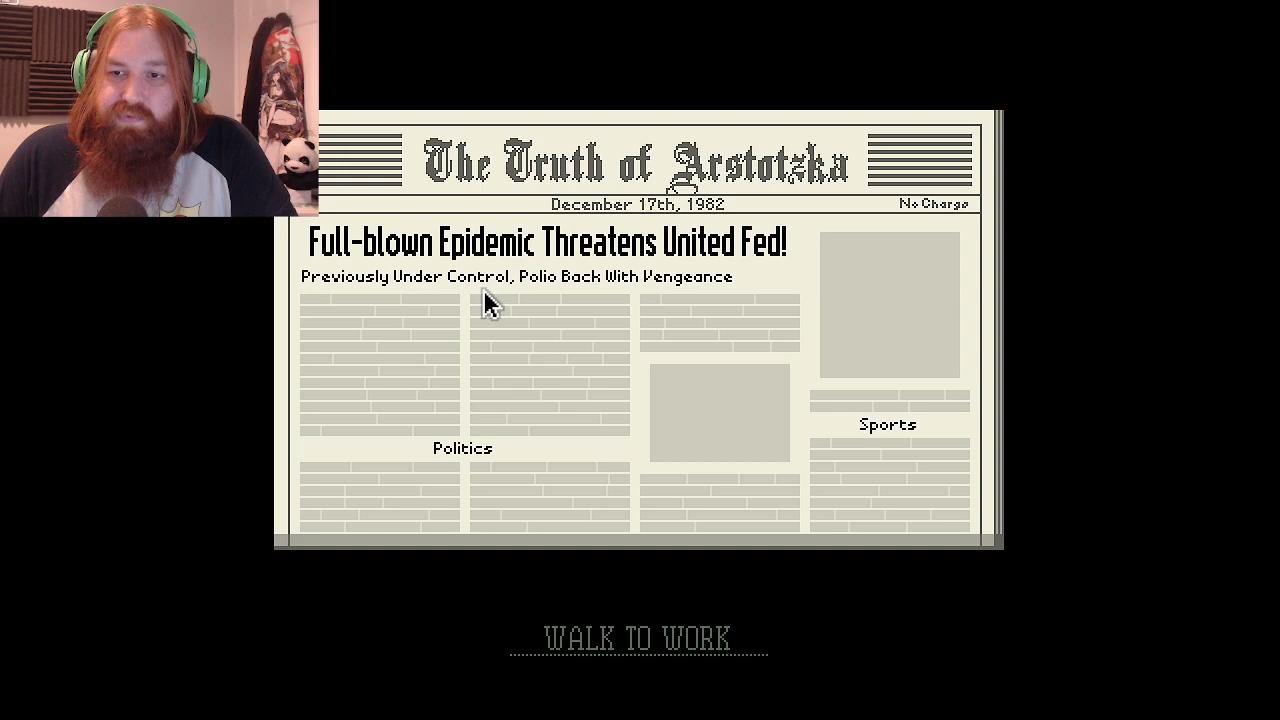 The Truth of Arstotzka
December 17th, 1982
No Charge
Full-blown Epidemic Threatens United Fed!
Previously Under Control, Polio Back With Vengeance
Politics
Sports
WALK TO WORK